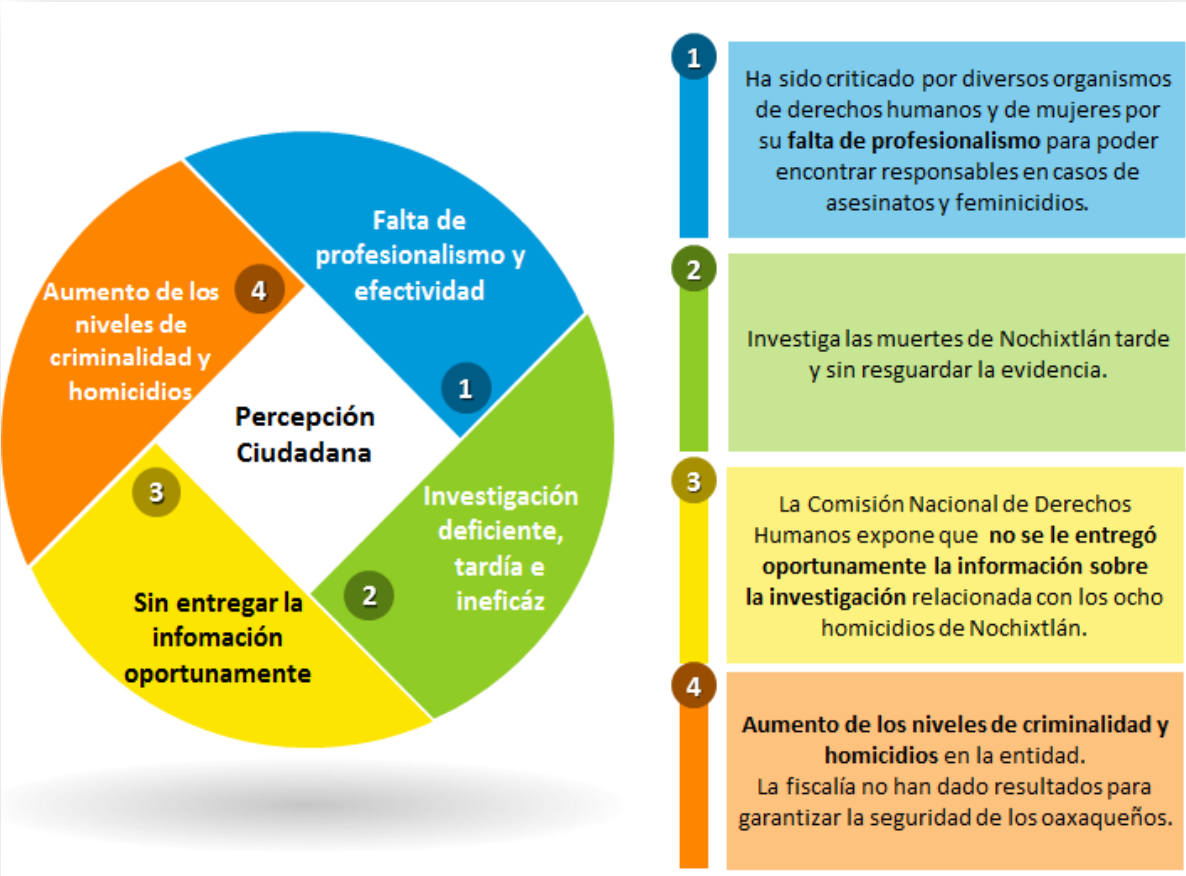 Falta de
profesionalismo y
efectividad
1
Aumento de los
niveles de
criminalidad y
homicidios
4
Percepción
Ciudadana
3
Sin entregar la
infomación
oportunamente
2
Investigación
deficiente,
tardía e
ineficáz
1
Ha sido criticado por diversos organismos
de derechos humanos y de mujeres por
su falta de profesionalismo para poder
encontrar responsables en casos de
asesinatos y feminicidios.
2
Investiga las muertes de Nochixtlán tarde
y sin resguardar la evidencia.
3
La Comisión Nacional de Derechos
Humanos expone que no se le entregó
oportunamente la información sobre
la investigación relacionada con los ocho
homicidios de Nochixtlán.
4
Aumento de los niveles de criminalidad y
homicidios en la entidad.
La fiscalía no han dado resultados para
garantizar la seguridad de los oaxaqueños.